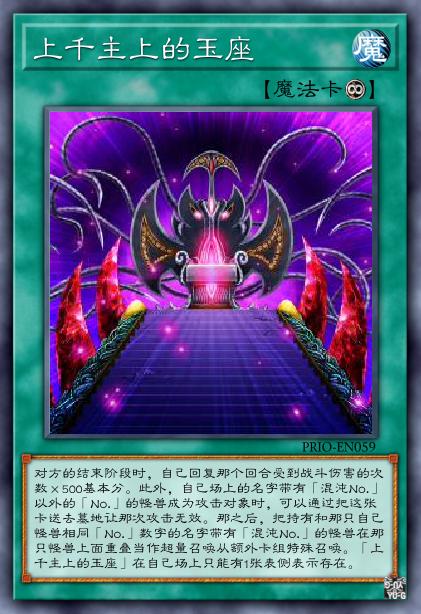 上千主上的玉座
魔
【魔法卡】
PRIO-EN059
对方的结束阶段时，自己回复那个回合受到战斗伤害的次
数×500基本分。此外，自己场上的名字带有「混沌No.」
以外的「No.」的怪兽成为攻击对象时，可以通过把这张
卡送去墓地让那次攻击无效。那之后，把持有和那只自己
怪兽相同「No.」数字的名字带有「混沌No.」的怪兽在那
只怪兽上面重叠当作超量召唤从额外卡组特殊召唤。「上
千主上的玉座」在自己场上只能有1张表侧表示存在。